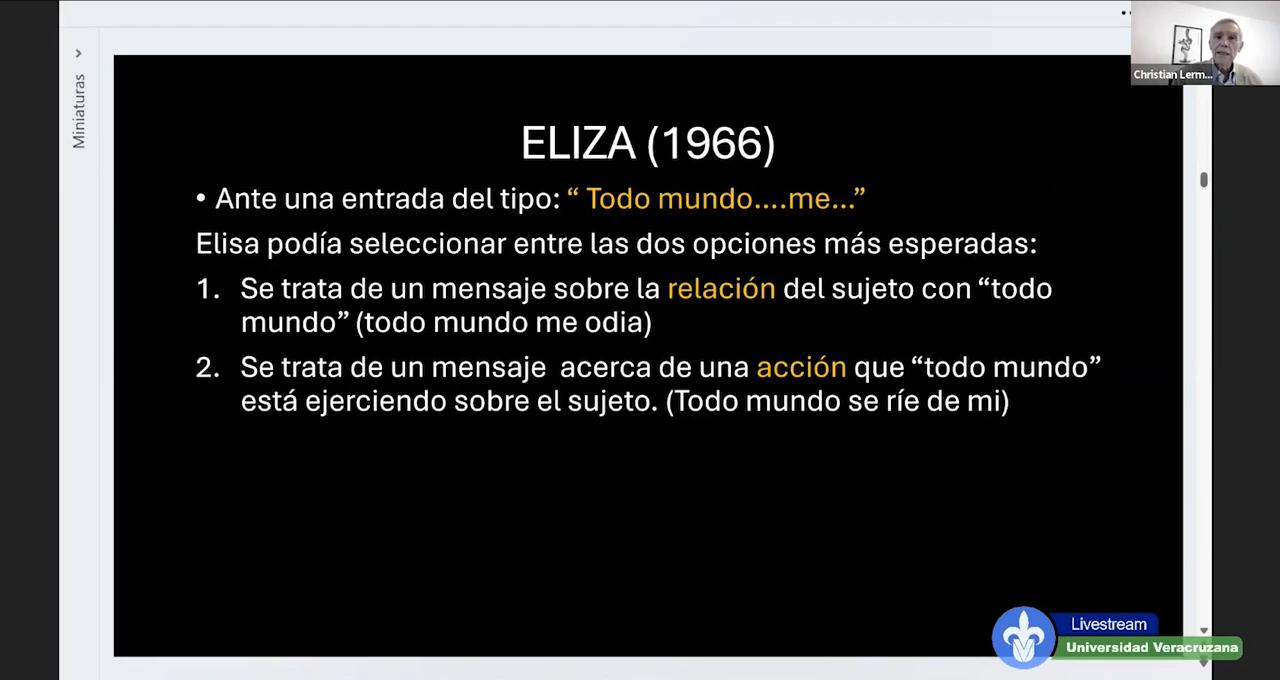 Miniaturas
Christian Lerm...
ELIZA (1966)
• Ante una entrada del tipo: “ Todo mundo....me...”
Elisa podía seleccionar entre las dos opciones más esperadas:
1. Se trata de un mensaje sobre la relación del sujeto con “todo
mundo” (todo mundo me odia)
2. Se trata de un mensaje  acerca de una acción que “todo mundo”
está ejerciendo sobre el sujeto. (Todo mundo se ríe de mi)
Livestream
Universidad Veracruzana